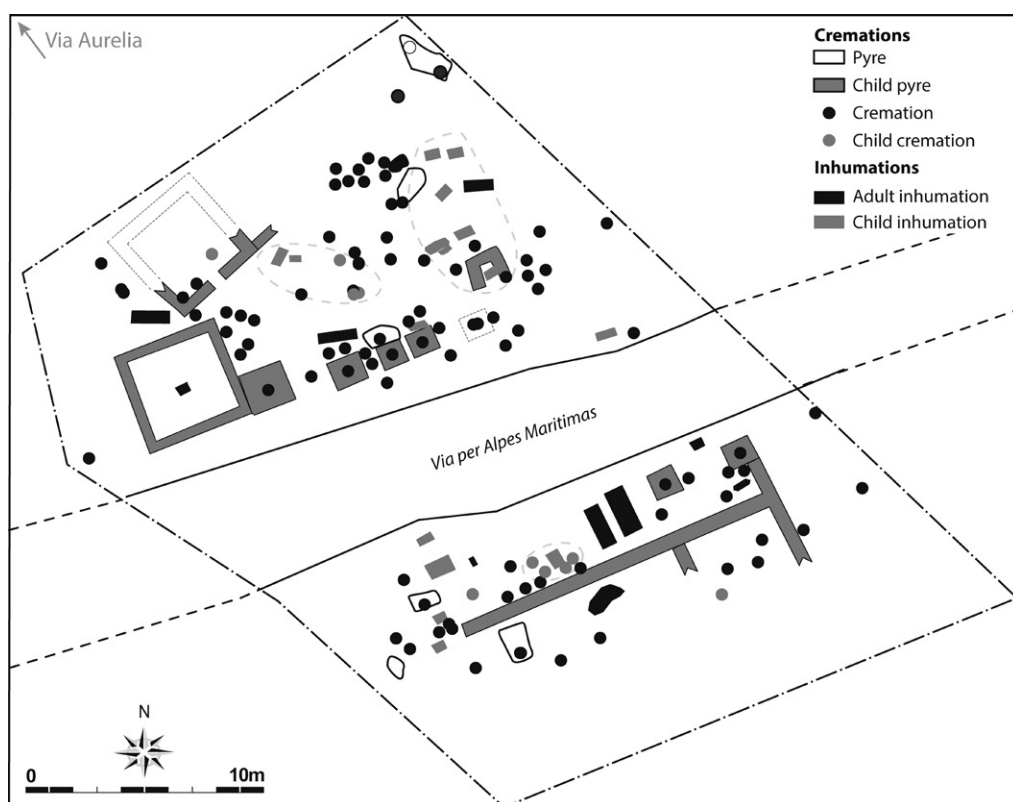 Via Aurelia
Cremations
Pyre
Child pyre
Cremation
Child cremation
Inhumations
Adult inhumation
Child inhumation
Via per Alpes Maritimas
N
0 10m